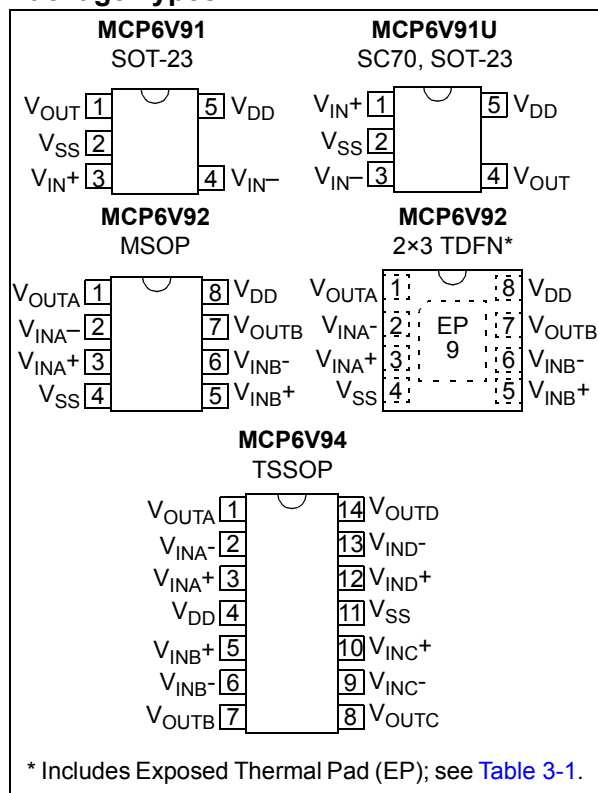 MCP6V91
SOT-23
VOUT 1
5 VDD
VSS 2
VIN+ 3
4 VIN–
MCP6V91U
SC70, SOT-23
VIN+ 1
5 VDD
VSS 2
VIN– 3
4 VOUT
MCP6V92
MSOP
VOUTA 1
8 VDD
VINA– 2
7 VOUTB
VINA+ 3
6 VINB-
VSS 4
5 VINB+
MCP6V92
2×3 TDFN*
VOUTA 1
8 VDD
VINA- 2
EP
7 VOUTB
VINA+ 3
9
6 VINB-
VSS 4
5 VINB+
MCP6V94
TSSOP
VOUTA 1
14 VOUTD
VINA- 2
13 VIND-
VINA+ 3
12 VIND+
VDD 4
11 VSS
VINB+ 5
10 VINC+
VINB- 6
9 VINC-
VOUTB 7
8 VOUTC
* Includes Exposed Thermal Pad (EP); see Table 3-1.